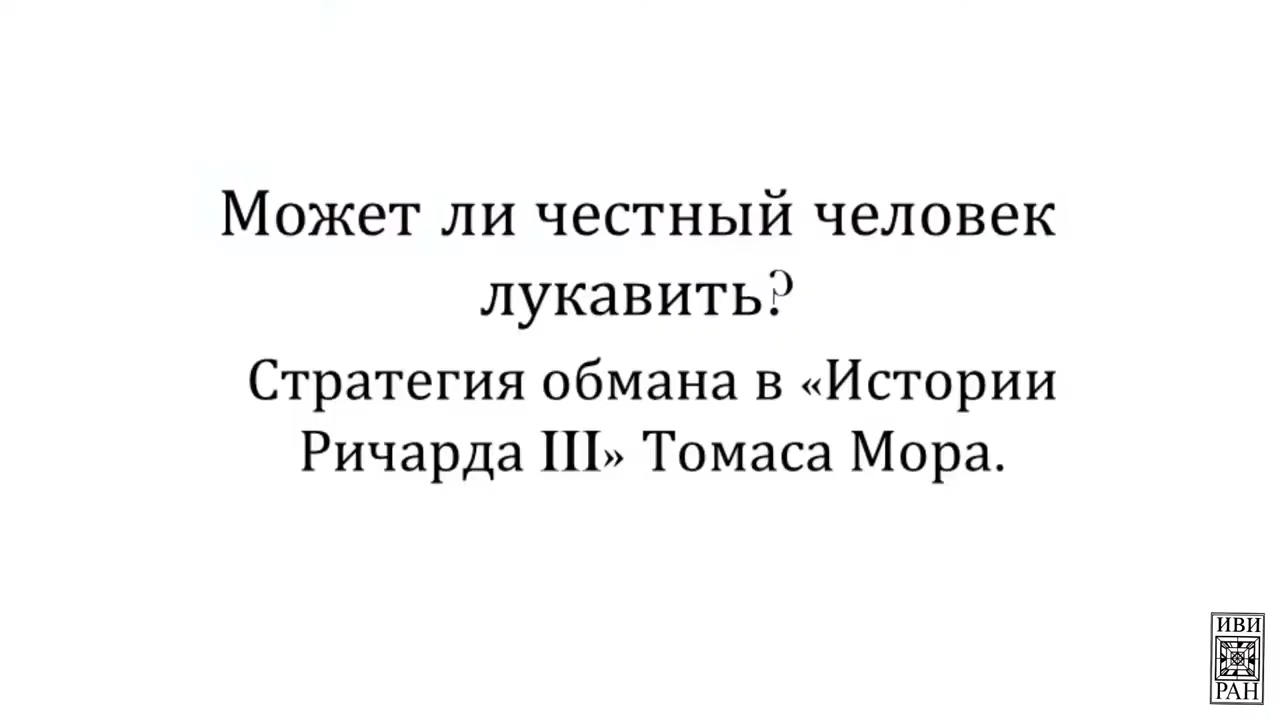 Может ли честный человек
лукавить?
Стратегия обмана в «Истории
Ричарда III» Томаса Мора.
ИВИ
РАН